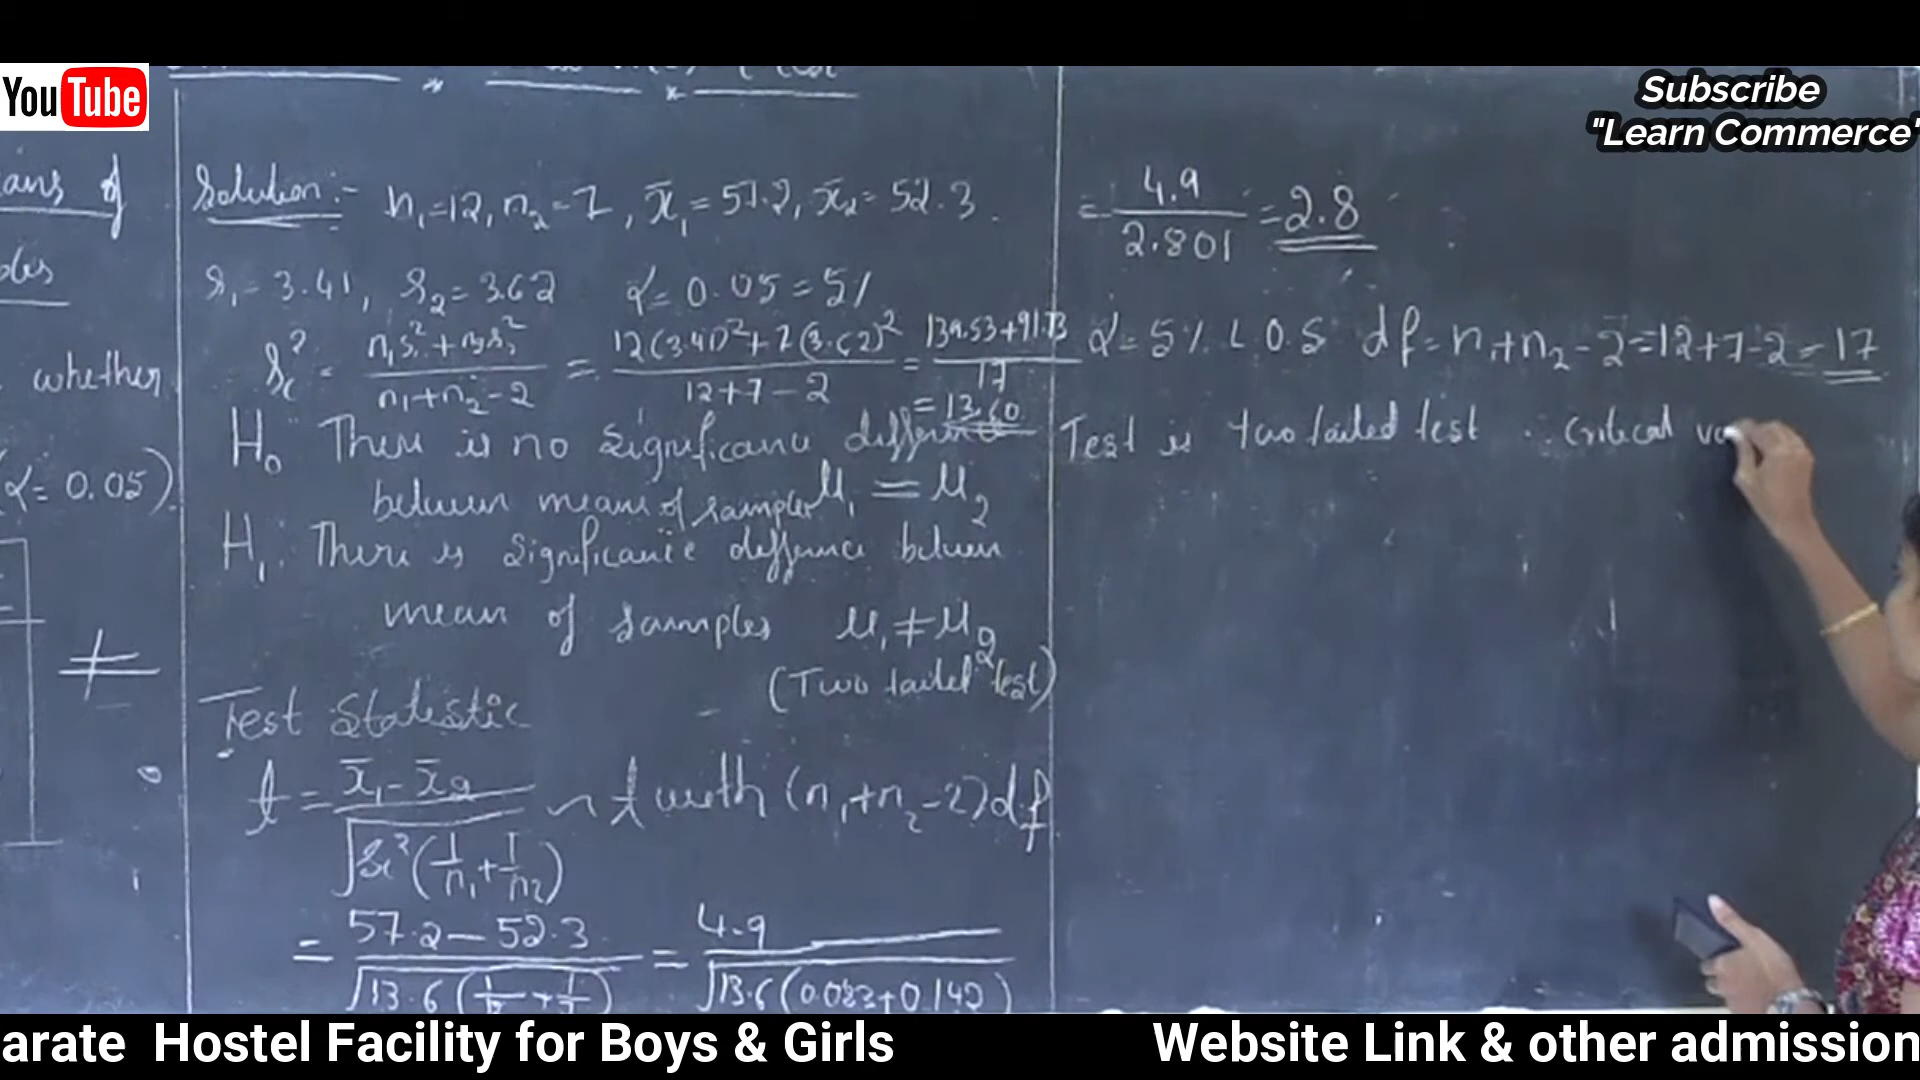 YouTube
Subscribe
"Learn Commerce"
ans of
whether
(α = 0.05).
≠
Solution:- n₁=12, n₂=7, x̄₁=57.2, x̄₂=52.3.
s₁=3.41, s₂=3.62 α=0.05=5/
Sc² = n₁s₁²+n₂s₂² / n₁+n₂-2 = 12(3.41)²+7(3.62)² / 12+7-2 = 139.53+91.73 / 17
= 13.60
H₀ There is no significance difference
between means of samples μ₁ = μ₂
H₁: There is significance difference between
mean of samples μ₁ ≠ μ₂
(Two tailed test)
Test Statistic
t = x̄₁-x̄₂ / √Sc²(1/n₁+1/n₂) ~ t with (n₁+n₂-2) d.f
= 57.2-52.3 / √13.6(1/12+1/7) = 4.9 / √13.6(0.083+0.142)
= 4.9 / 2.801 = 2.8
α=5% L.O.S df=n₁+n₂-2=12+7-2=17
Test is two tailed test ∴ critical va
arate Hostel Facility for Boys & Girls Website Link & other admission